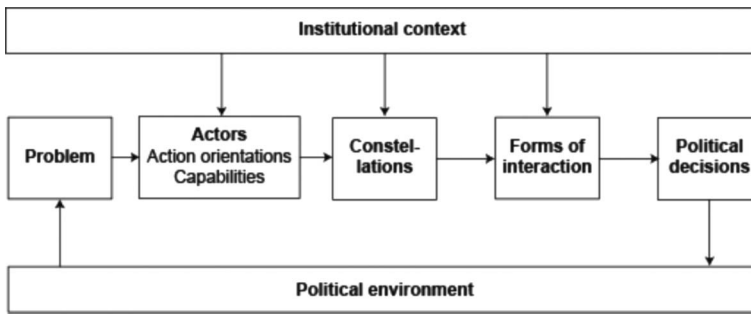 Institutional context
Problem
Actors
Action orientations
Capabilities
Constel-
lations
Forms of
interaction
Political
decisions
Political environment